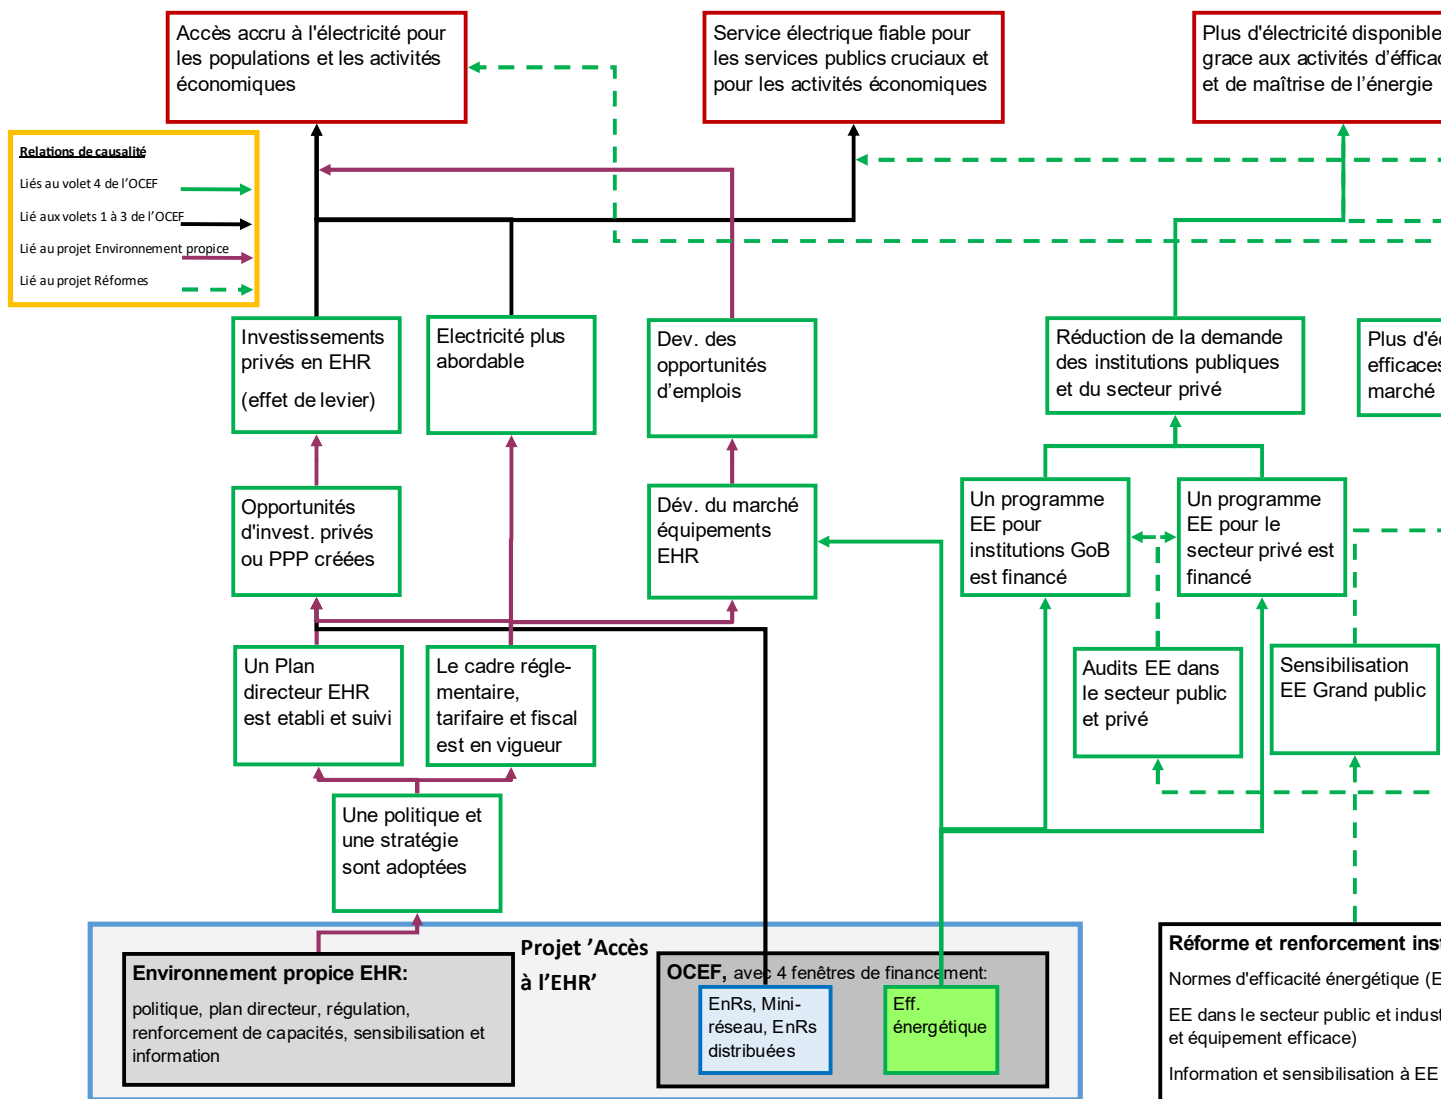 Accès accru à l'électricité pour
les populations et les activités
économiques
Service électrique fiable pour
les services publics cruciaux et
pour les activités économiques
Plus d'électricité disponible
grace aux activités d'éfficac
et de maîtrise de l'énergie
Relations de causalité
Liés au volet 4 de l'OCEF
Lié aux volets 1 à 3 de l'OCEF
Lié au projet Environnement propice
Lié au projet Réformes
Investissements
privés en EHR
(effet de levier)
Electricité plus
abordable
Dev. des
opportunités
d'emplois
Réduction de la demande
des institutions publiques
et du secteur privé
Plus d'é
efficaces
marché
Opportunités
d'invest. privés
ou PPP créées
Dév. du marché
équipements
EHR
Un programme
EE pour
institutions GoB
est financé
Un programme
EE pour le
secteur privé est
financé
Un Plan
directeur EHR
est etabli et suivi
Le cadre régle-
mentaire,
tarifaire et fiscal
est en vigueur
Audits EE dans
le secteur public
et privé
Sensibilisation
EE Grand public
Une politique et
une stratégie
sont adoptées
Projet 'Accès
à l'EHR'
Environnement propice EHR:
politique, plan directeur, régulation,
renforcement de capacités, sensibilisation et
information
OCEF, avec 4 fenêtres de financement:
EnRs, Mini-
réseau, EnRs
distribuées
Eff.
énergétique
Réforme et renforcement inst
Normes d'efficacité énergétique (E
EE dans le secteur public et indust
et équipement efficace)
Information et sensibilisation à EE